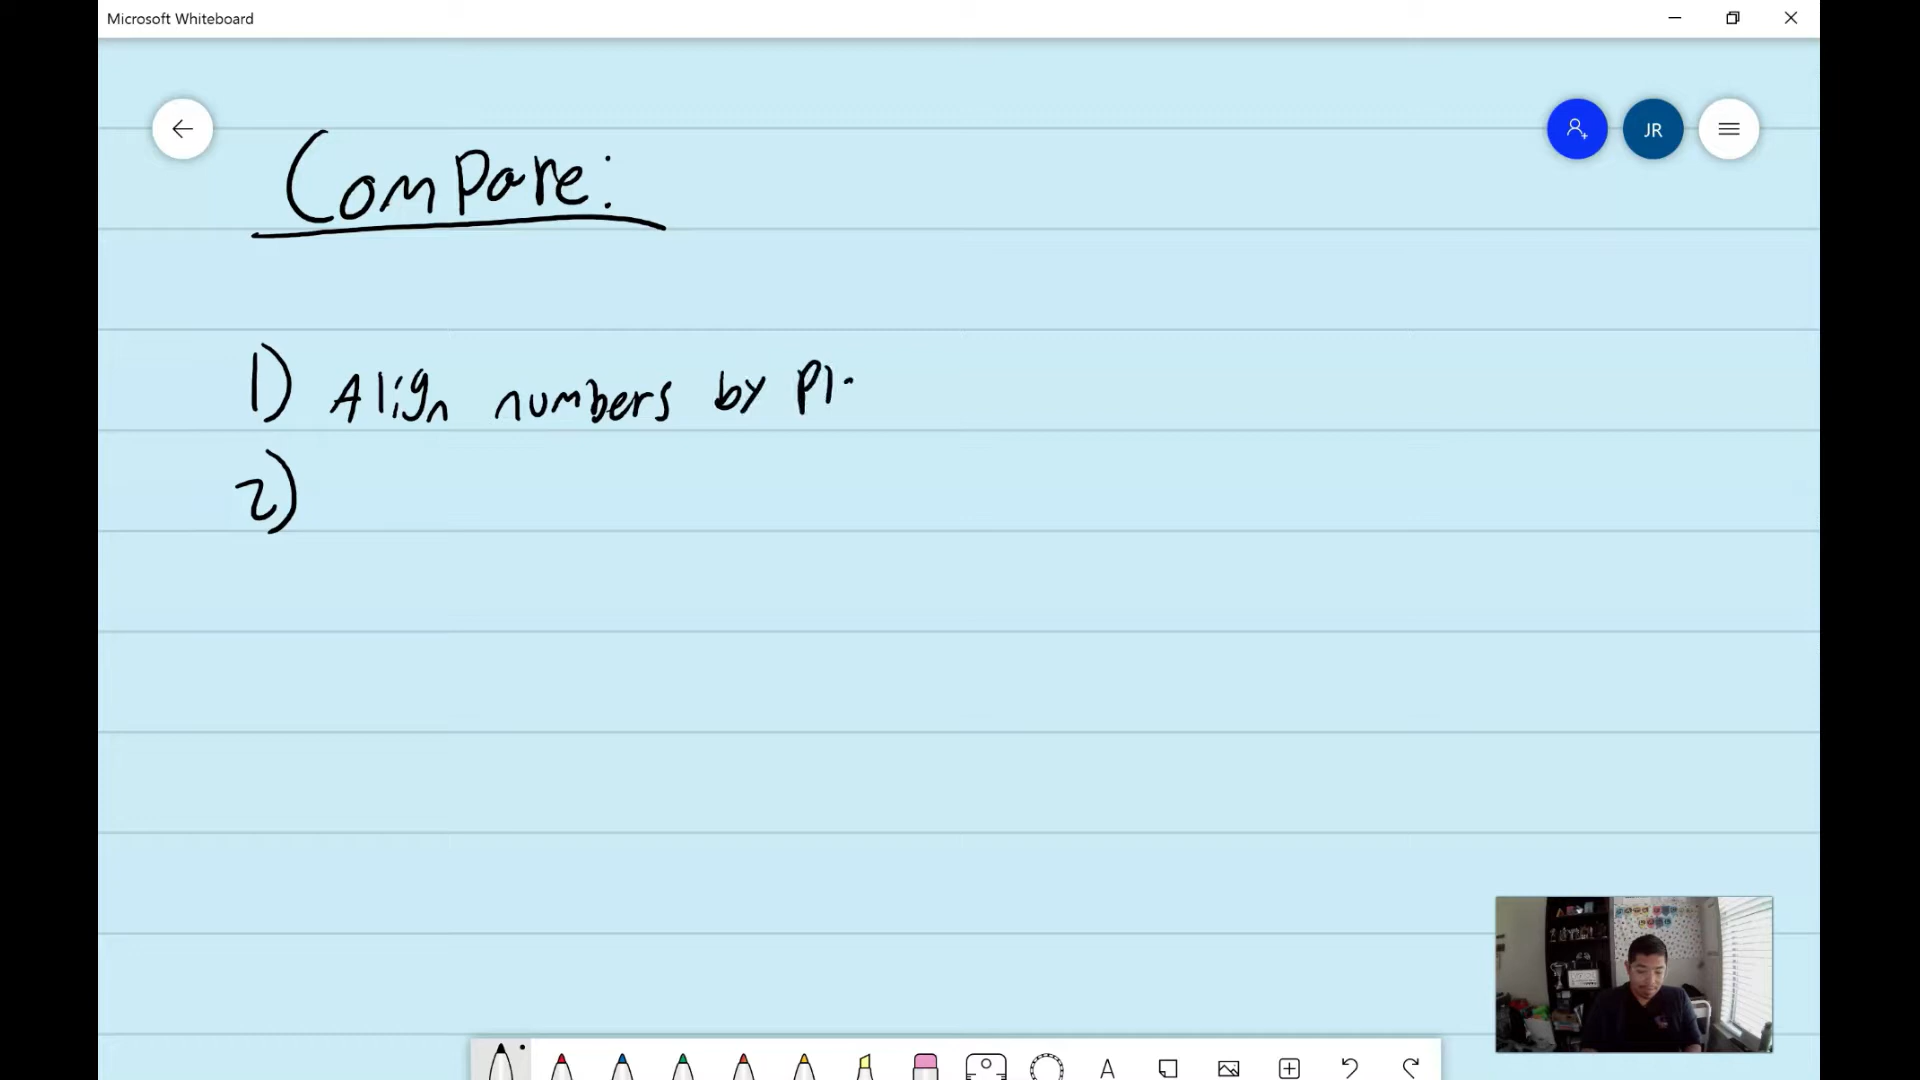 Microsoft Whiteboard
JR
Compare:
1) Align numbers by Pl
2)
A